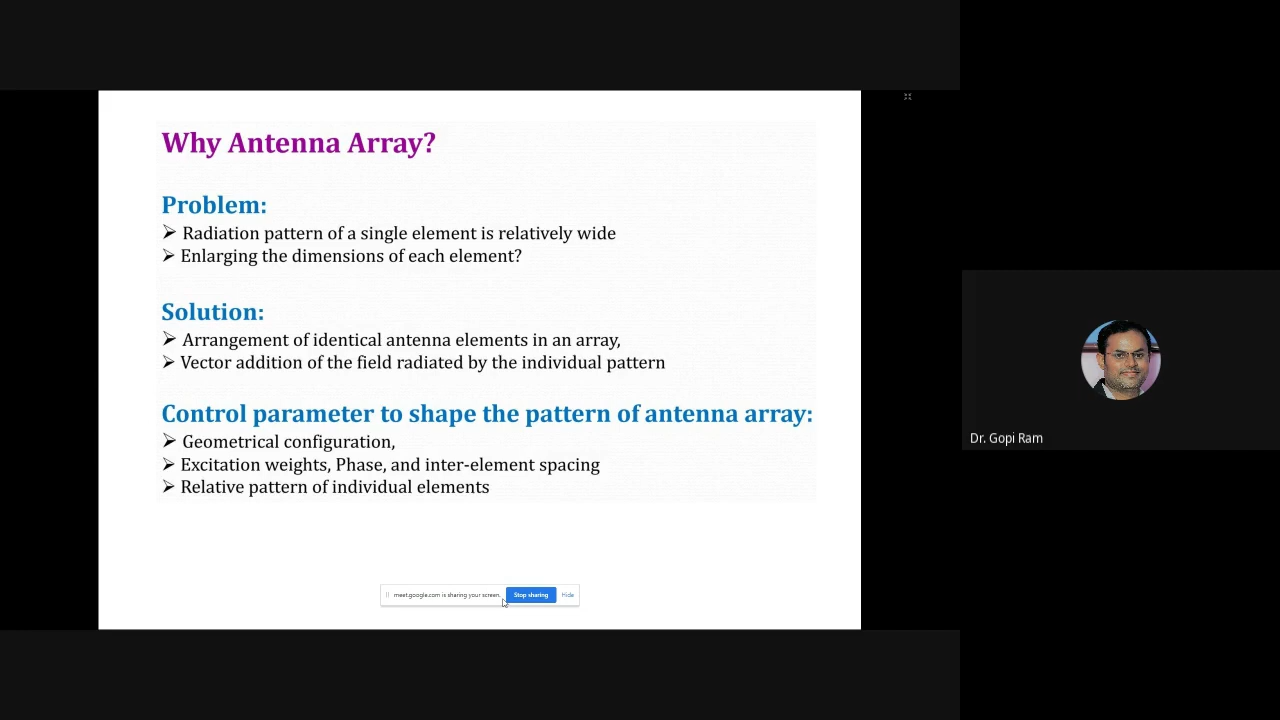 Why Antenna Array?
Problem:
➢ Radiation pattern of a single element is relatively wide
➢ Enlarging the dimensions of each element?
Solution:
➢ Arrangement of identical antenna elements in an array,
➢ Vector addition of the field radiated by the individual pattern
Control parameter to shape the pattern of antenna array:
➢ Geometrical configuration,
➢ Excitation weights, Phase, and inter-element spacing
➢ Relative pattern of individual elements
meet.google.com is sharing your screen. Stop sharing Hide
Dr. Gopi Ram